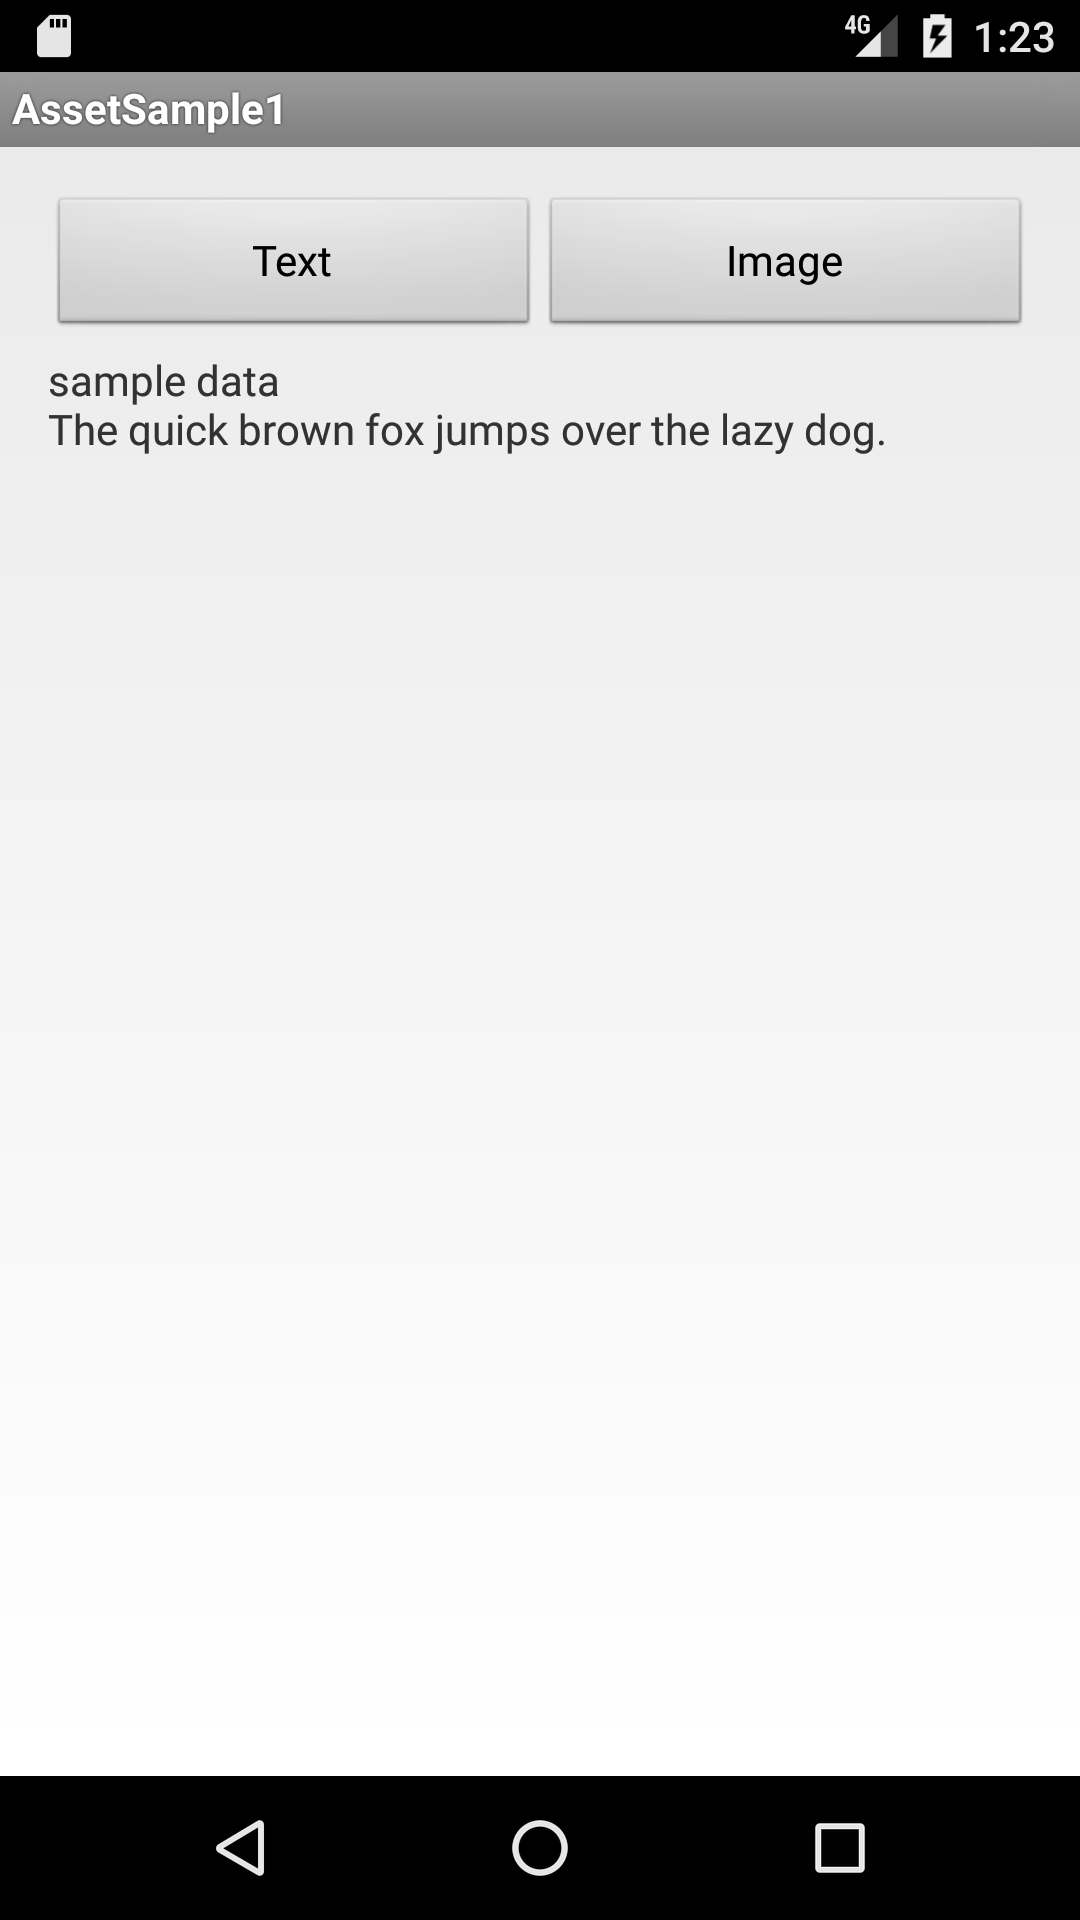 4G 1:23
AssetSample1
Text Image
sample data
The quick brown fox jumps over the lazy dog.